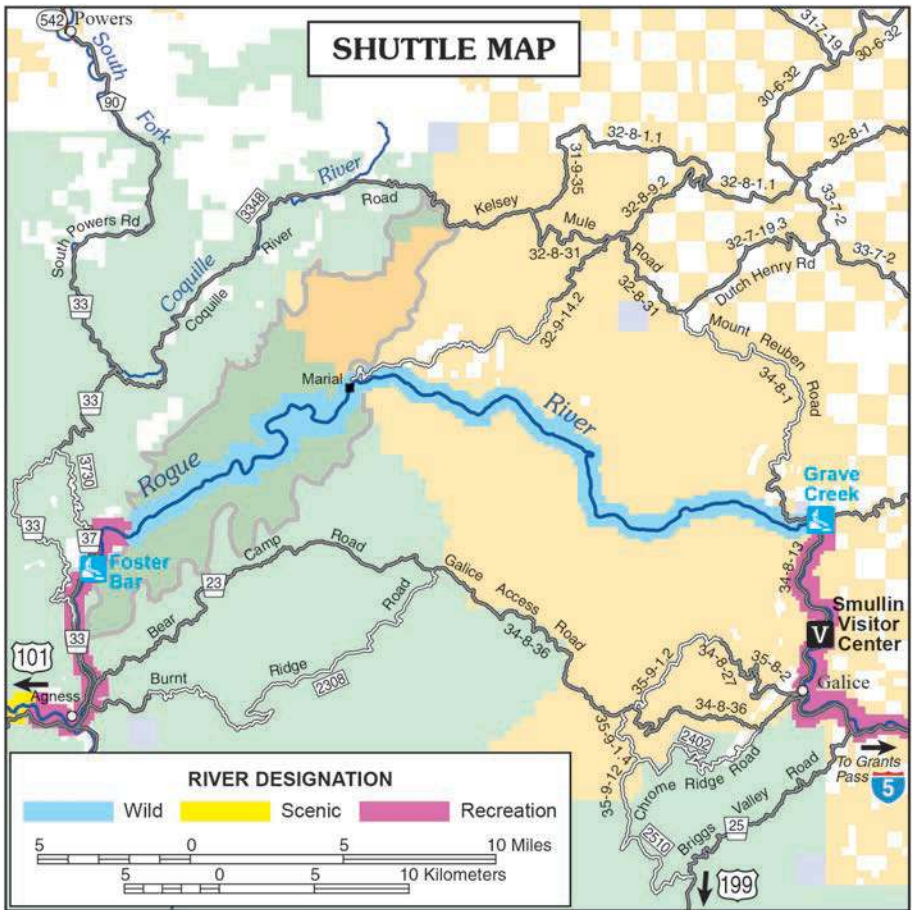 SHUTTLE MAP
542
Powers
South
Fork
90
31-7-19
30-6-32
30-6-32
32-8-1
32-8-1.1
31-9-35
32-8-9.2
32-8-1.1
33-7-2
33-7-2
River
Road
3348
River
Coquille
Coquille
South Powers Rd
33
Kelsey
Mule
Road
32-8-31
32-8-31
32-7-19.3
Dutch Henry Rd
32-9-14.2
Mount Reuben
Road
34-8-1
Marial
River
Rogue
33
3730
33
37
Foster
Bar
Grave
Creek
34-8-13
Smullin
Visitor
Center
V
Galice
33
101
Agness
Bear
23
Camp
Road
Burnt
Ridge
Road
2308
Galice
Access
Road
34-8-36
35-9-1.2
34-8-27
35-8-2
34-8-36
35-9-1.4
35-9-12
2402
Chrome Ridge Road
2510
Briggs
Valley
Road
25
199
To Grants
Pass
5
RIVER DESIGNATION
Wild Scenic Recreation
5 0 5 10 Miles
5 0 5 10 Kilometers